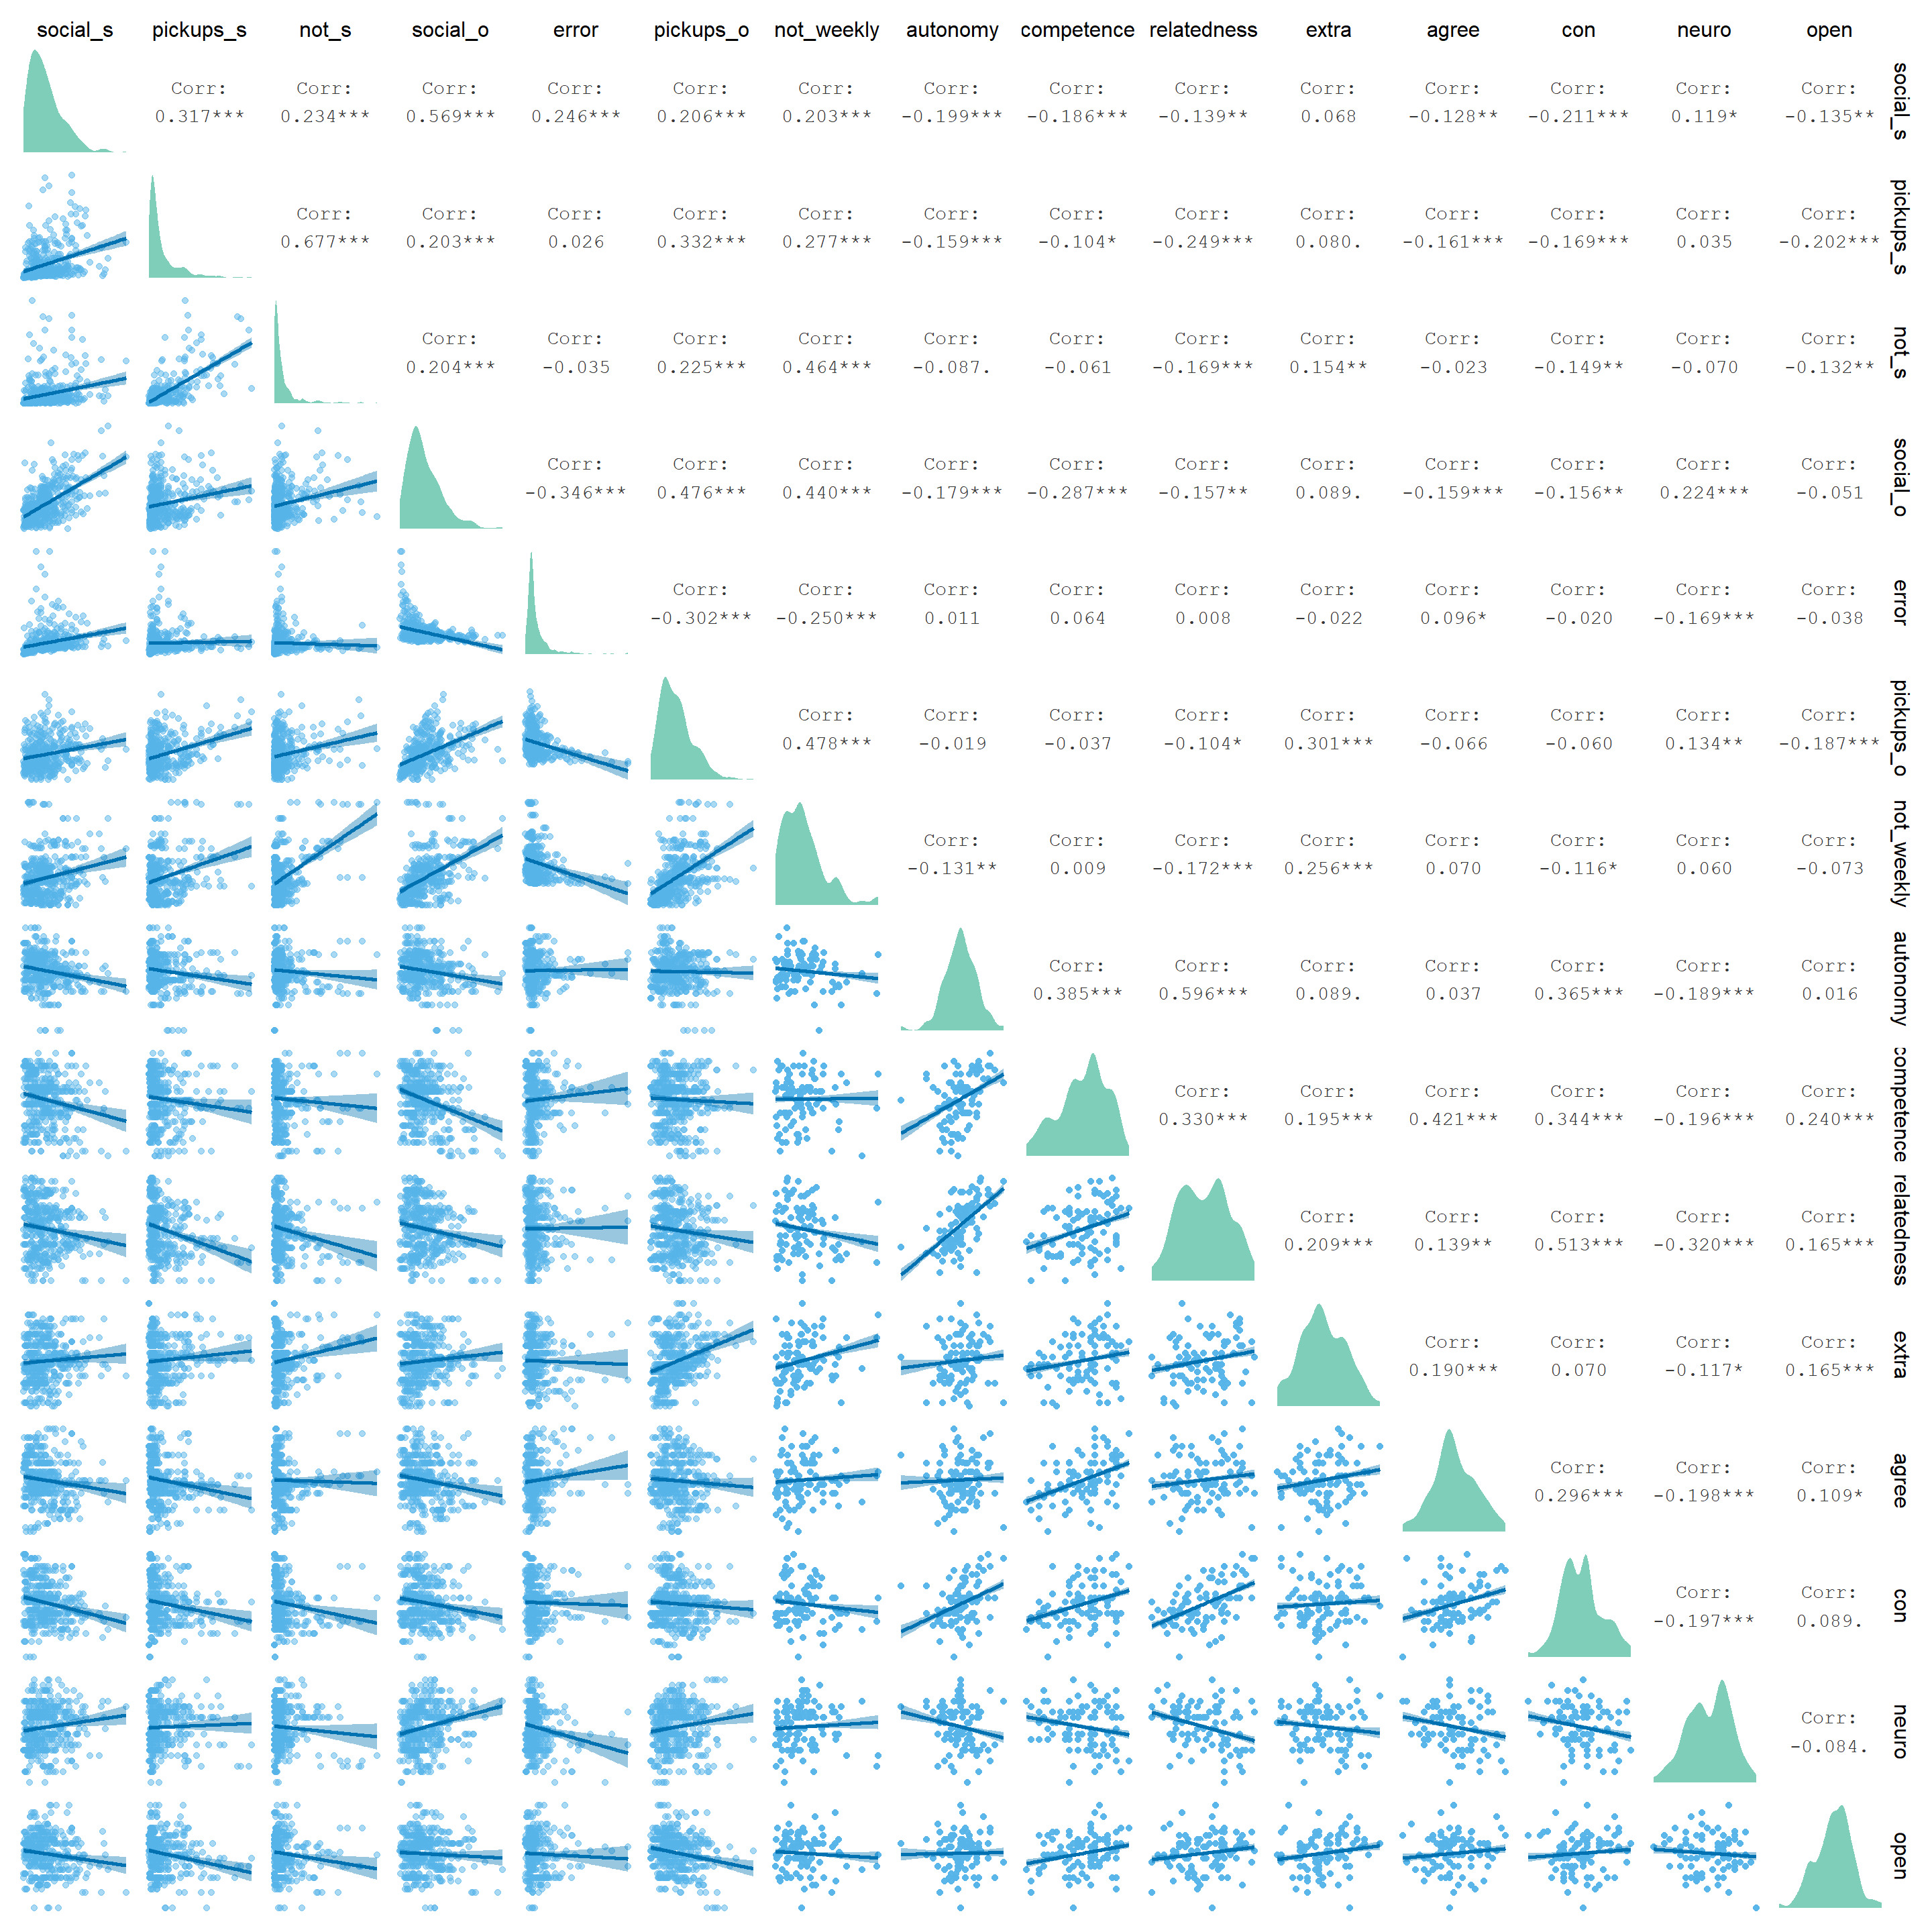 social_s pickups_s not_s social_o error pickups_o not_weekly autonomy competence relatedness extra agree con neuro open
Corr: Corr: Corr: Corr: Corr: Corr: Corr: Corr: Corr: Corr: Corr: Corr: Corr: Corr:
0.317*** 0.234*** 0.569*** 0.246*** 0.206*** 0.203*** -0.199*** -0.186*** -0.139** 0.068 -0.128** -0.211*** 0.119* -0.135**
social_s
Corr: Corr: Corr: Corr: Corr: Corr: Corr: Corr: Corr: Corr: Corr: Corr: Corr:
0.677*** 0.203*** 0.026 0.332*** 0.277*** -0.159*** -0.104* -0.249*** 0.080. -0.161*** -0.169*** 0.035 -0.202***
pickups_s
Corr: Corr: Corr: Corr: Corr: Corr: Corr: Corr: Corr: Corr: Corr: Corr:
0.204*** -0.035 0.225*** 0.464*** -0.087. -0.061 -0.169*** 0.154** -0.023 -0.149** -0.070 -0.132**
not_s
Corr: Corr: Corr: Corr: Corr: Corr: Corr: Corr: Corr: Corr: Corr:
-0.346*** 0.476*** 0.440*** -0.179*** -0.287*** -0.157** 0.089. -0.159*** -0.156** 0.224*** -0.051
social_o
Corr: Corr: Corr: Corr: Corr: Corr: Corr: Corr: Corr: Corr:
-0.302*** -0.250*** 0.011 0.064 0.008 -0.022 0.096* -0.020 -0.169*** -0.038
error
Corr: Corr: Corr: Corr: Corr: Corr: Corr: Corr: Corr:
0.478*** -0.019 -0.037 -0.104* 0.301*** -0.066 -0.060 0.134** -0.187***
pickups_o
Corr: Corr: Corr: Corr: Corr: Corr: Corr: Corr:
-0.131** 0.009 -0.172*** 0.256*** 0.070 -0.116* 0.060 -0.073
not_weekly
Corr: Corr: Corr: Corr: Corr: Corr: Corr:
0.385*** 0.596*** 0.089. 0.037 0.365*** -0.189*** 0.016
autonomy
Corr: Corr: Corr: Corr: Corr: Corr:
0.330*** 0.195*** 0.421*** 0.344*** -0.196*** 0.240***
competence
Corr: Corr: Corr: Corr: Corr:
0.209*** 0.139** 0.513*** -0.320*** 0.165***
relatedness
Corr: Corr: Corr: Corr:
0.190*** 0.070 -0.117* 0.165***
extra
Corr: Corr: Corr:
0.296*** -0.198*** 0.109*
agree
Corr: Corr:
-0.197*** 0.089.
con
Corr:
-0.084.
neuro
open